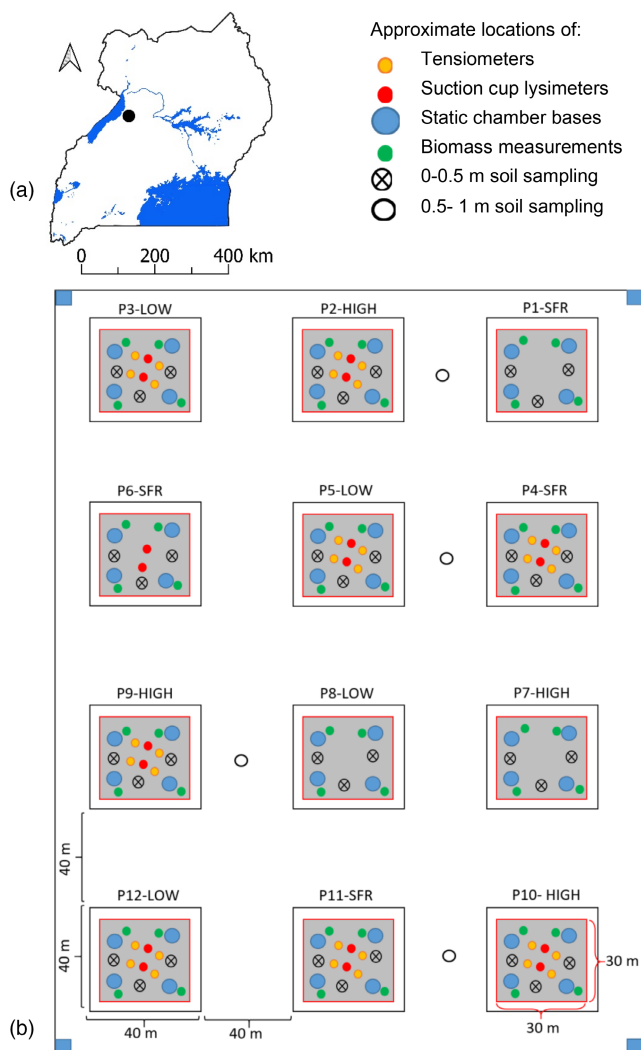 Approximate locations of:
Tensiometers
Suction cup lysimeters
Static chamber bases
Biomass measurements
0-0.5 m soil sampling
0.5- 1 m soil sampling
(a)
0 200 400 km
P3-LOW P2-HIGH P1-SFR
P6-SFR P5-LOW P4-SFR
P9-HIGH P8-LOW P7-HIGH
40 m
P12-LOW P11-SFR P10- HIGH
40 m
30 m
(b)
40 m 40 m 30 m